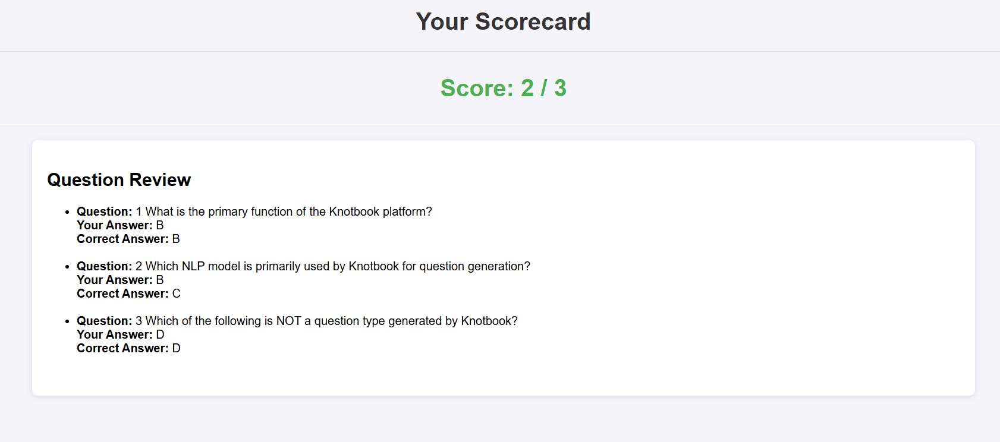 Your Scorecard
Score: 2 / 3
Question Review
Question: 1 What is the primary function of the Knotbook platform?
Your Answer: B
Correct Answer: B
Question: 2 Which NLP model is primarily used by Knotbook for question generation?
Your Answer: B
Correct Answer: C
Question: 3 Which of the following is NOT a question type generated by Knotbook?
Your Answer: D
Correct Answer: D